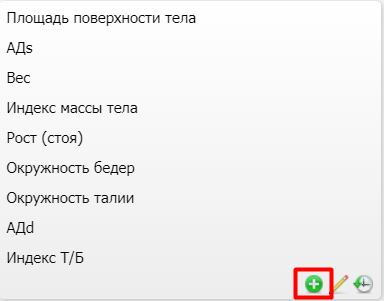 Площадь поверхности тела
АДs
Вес
Индекс массы тела
Рост (стоя)
Окружность бедер
Окружность талии
АДd
Индекс Т/Б